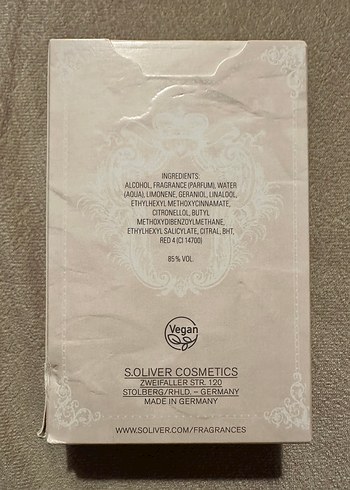 INGREDIENTS:
ALCOHOL, FRAGRANCE (PARFUM), WATER
(AQUA), LIMONENE, GERANIOL, LINALOOL,
ETHYLHEXYL METHOXYCINNAMATE,
CITRONELLOL, BUTYL
METHOXYDIBENZOYLMETHANE,
ETHYLHEXYL SALICYLATE, CITRAL, BHT,
RED 4 (CI 14700)
85% VOL.
Vegan
S.OLIVER COSMETICS
ZWEIFALLER STR. 120
STOLBERG/RHLD. – GERMANY
MADE IN GERMANY
WWW.SOLIVER.COM/FRAGRANCES